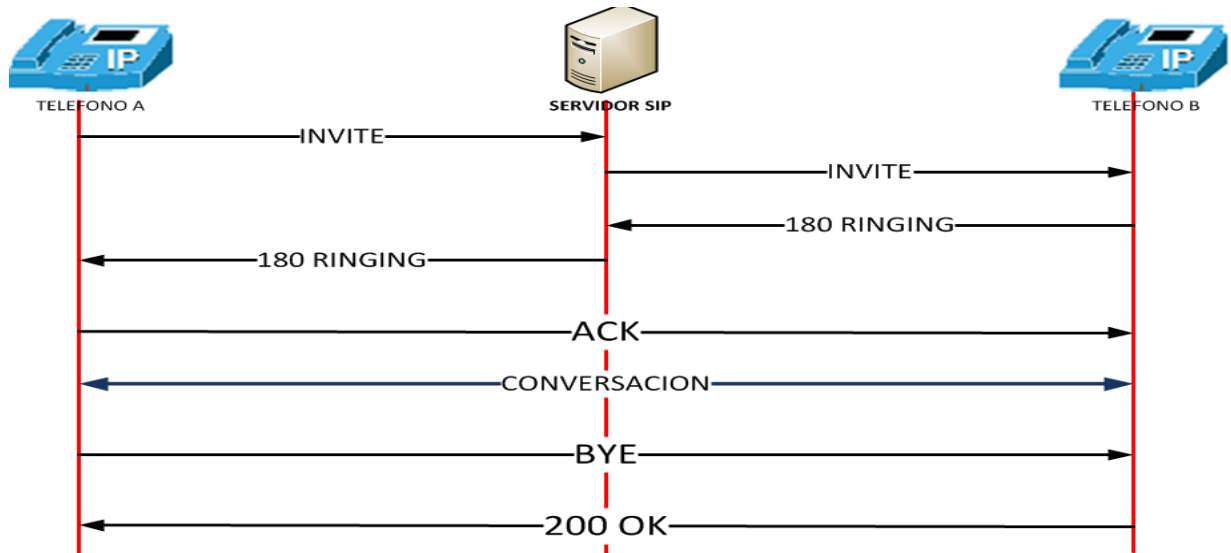 IP
IP
TELEFONO A
SERVIDOR SIP
TELEFONO B
INVITE
INVITE
180 RINGING
180 RINGING
ACK
CONVERSACION
BYE
200 OK